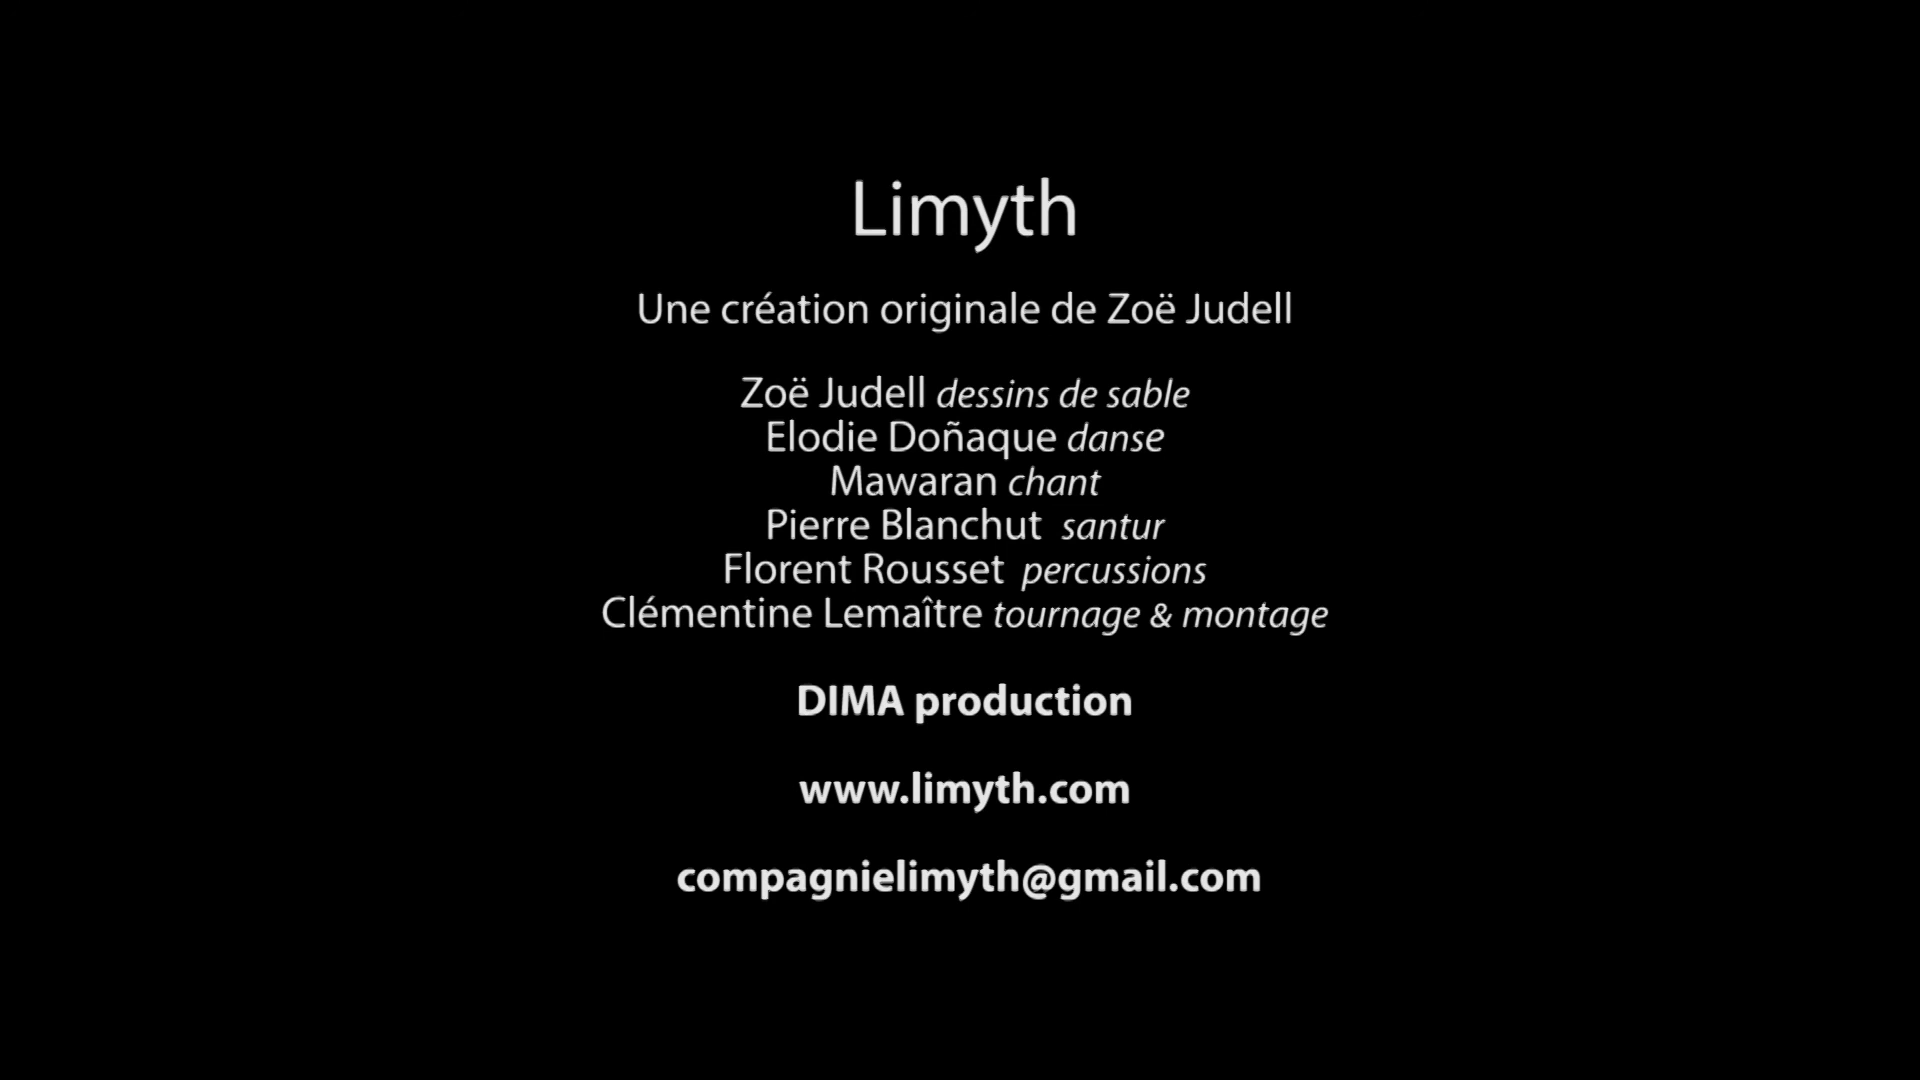 Limyth
Une création originale de Zoë Judell
Zoë Judell dessins de sable
Elodie Doñaque danse
Mawaran chant
Pierre Blanchut santur
Florent Rousset percussions
Clémentine Lemaître tournage & montage
DIMA production
www.limyth.com
compagnielimyth@gmail.com